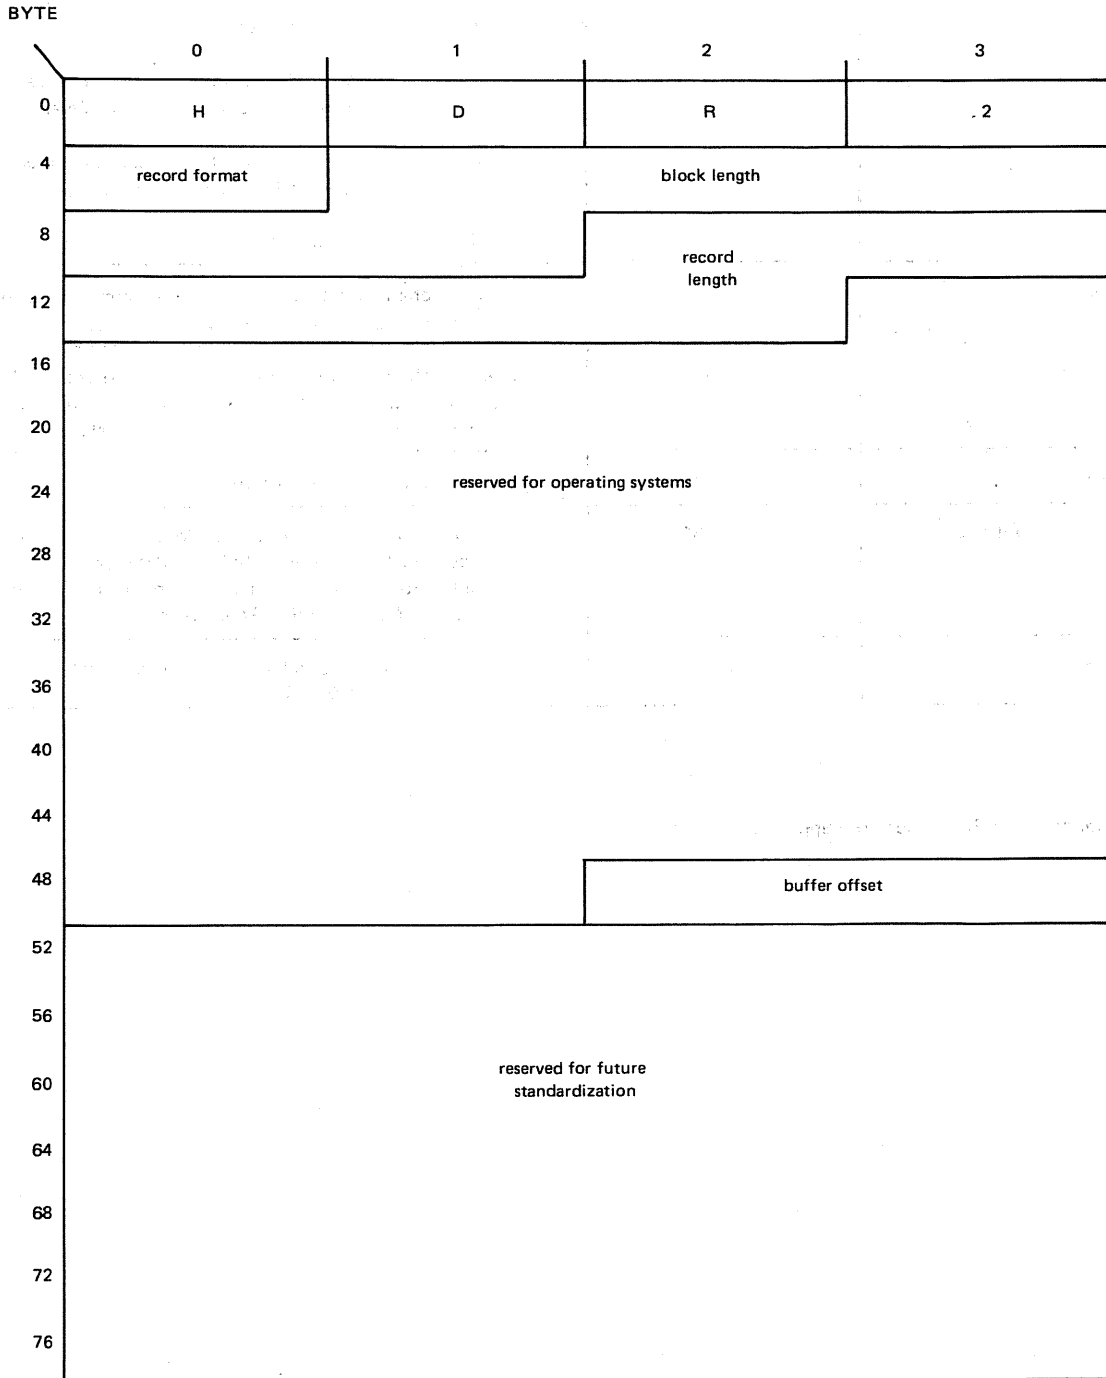 BYTE
0 1 2 3
0 H D R 2
4 record format block length
8 record
length
12
16
20
24 reserved for operating systems
28
32
36
40
44
48 buffer offset
52
56
60 reserved for future
standardization
64
68
72
76